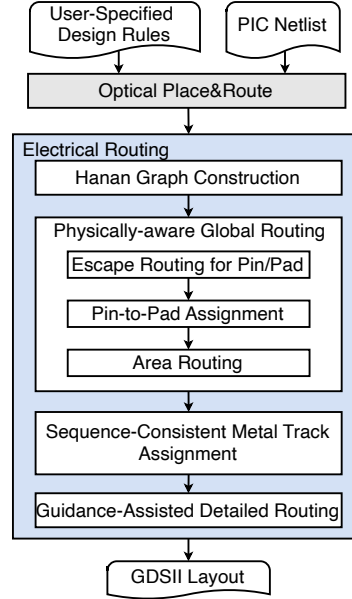 User-Specified
Design Rules
PIC Netlist
Optical Place&Route
Electrical Routing
Hanan Graph Construction
Physically-aware Global Routing
Escape Routing for Pin/Pad
Pin-to-Pad Assignment
Area Routing
Sequence-Consistent Metal Track
Assignment
Guidance-Assisted Detailed Routing
GDSII Layout